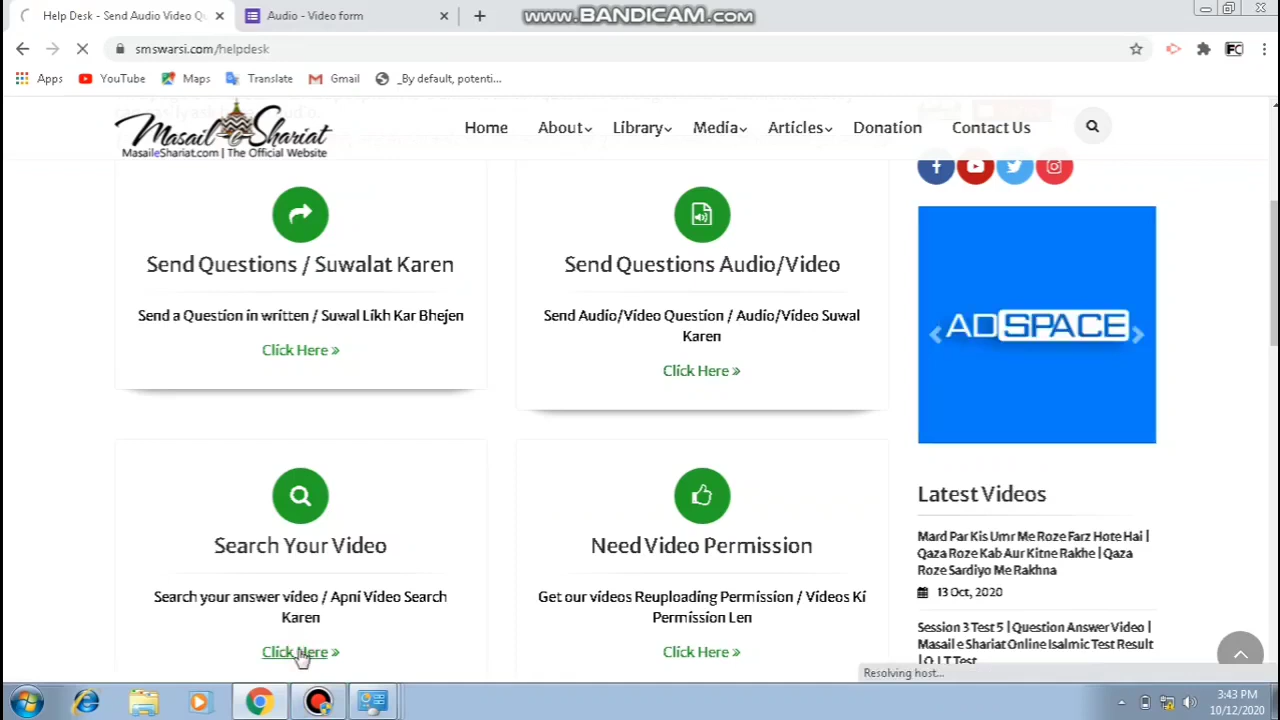 Help Desk - Send Audio Video Q
Audio - Video form
www.BANDICAM.com
smswarsi.com/helpdesk
Apps
YouTube
Maps
Translate
Gmail
_By default, potenti...
Masail e Shariat
MasaileShariat.com | The Official Website
Home
About
Library
Media
Articles
Donation
Contact Us
Send Questions / Suwalat Karen
Send a Question in written / Suwal Likh Kar Bhejen
Click Here »
Send Questions Audio/Video
Send Audio/Video Question / Audio/Video Suwal
Karen
Click Here »
ADSPACE
Search Your Video
Search your answer video / Apni Video Search
Karen
Click Here »
Need Video Permission
Get our videos Reuploading Permission / Videos Ki
Permission Len
Click Here »
Latest Videos
Mard Par Kis Umr Me Roze Farz Hote Hai |
Qaza Roze Kab Aur Kitne Rakhe | Qaza
Roze Sardiyo Me Rakhna
13 Oct, 2020
Session 3 Test 5 | Question Answer Video |
Masail e Shariat Online Isalmic Test Result
Resolving host...
3:43 PM
10/12/2020